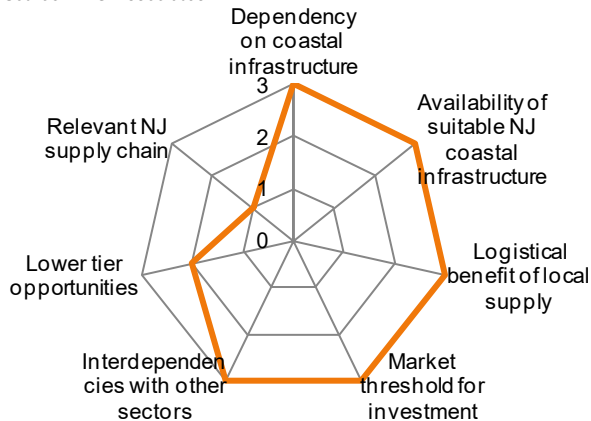 Dependency
on coastal
infrastructure
3
2
1
0
Availability of
suitable NJ
coastal
infrastructure
Logistical
benefit of local
supply
Market
threshold for
investment
Interdependen
cies with other
sectors
Lower tier
opportunities
Relevant NJ
supply chain